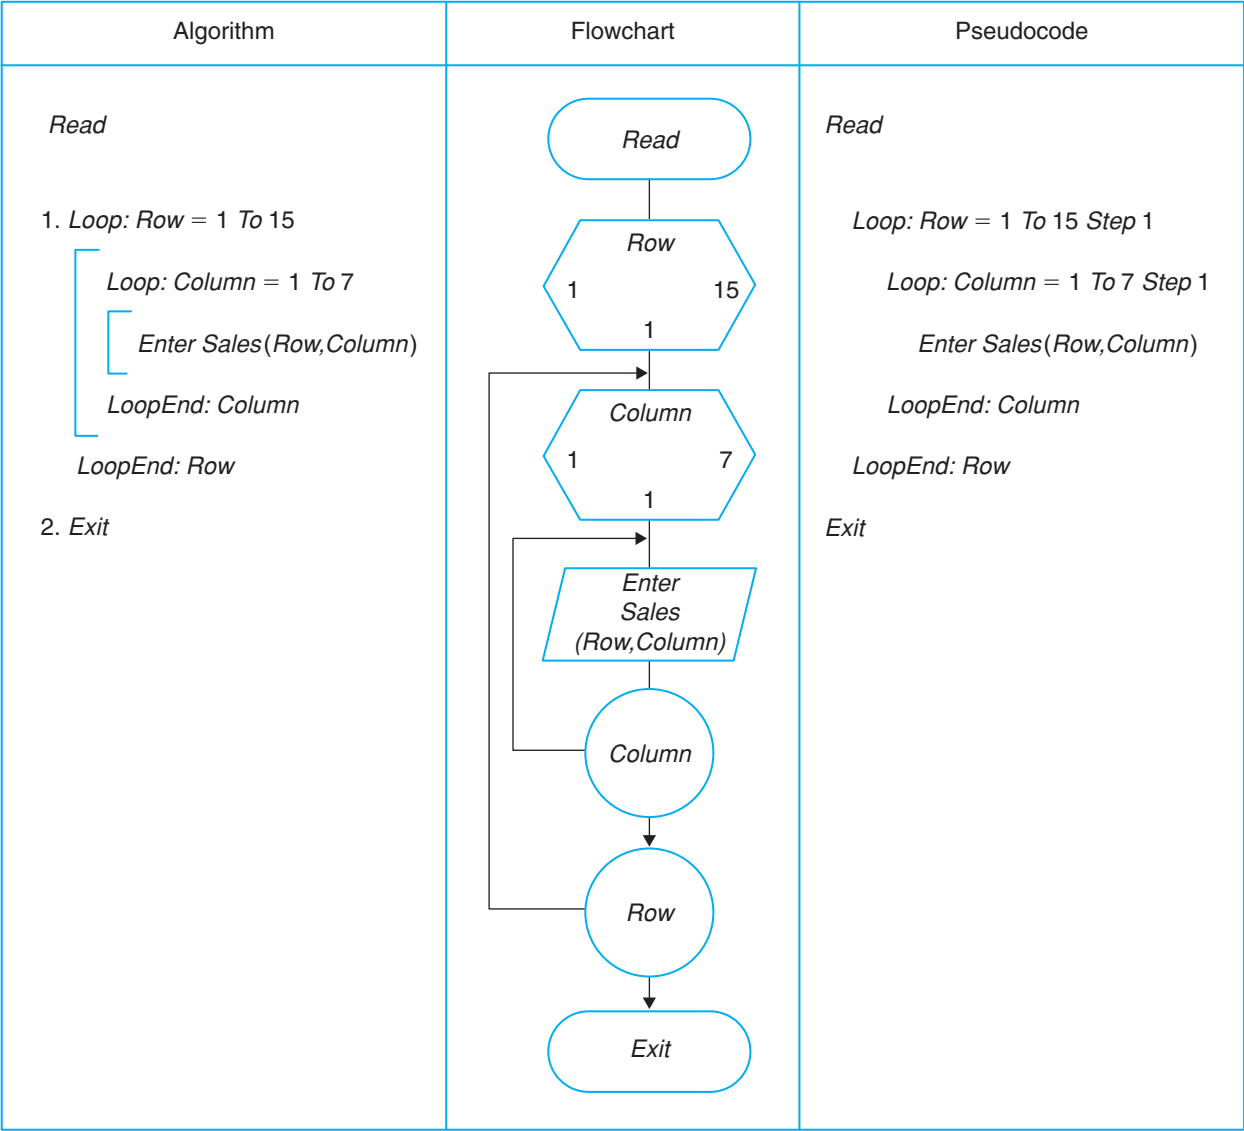 Algorithm
Flowchart
Pseudocode
Read
1. Loop: Row = 1 To 15
Loop: Column = 1 To 7
Enter Sales(Row,Column)
LoopEnd: Column
LoopEnd: Row
2. Exit
Read
Row
1 15
1
Column
1 7
1
Enter
Sales
(Row,Column)
Column
Row
Exit
Read
Loop: Row = 1 To 15 Step 1
Loop: Column = 1 To 7 Step 1
Enter Sales(Row,Column)
LoopEnd: Column
LoopEnd: Row
Exit